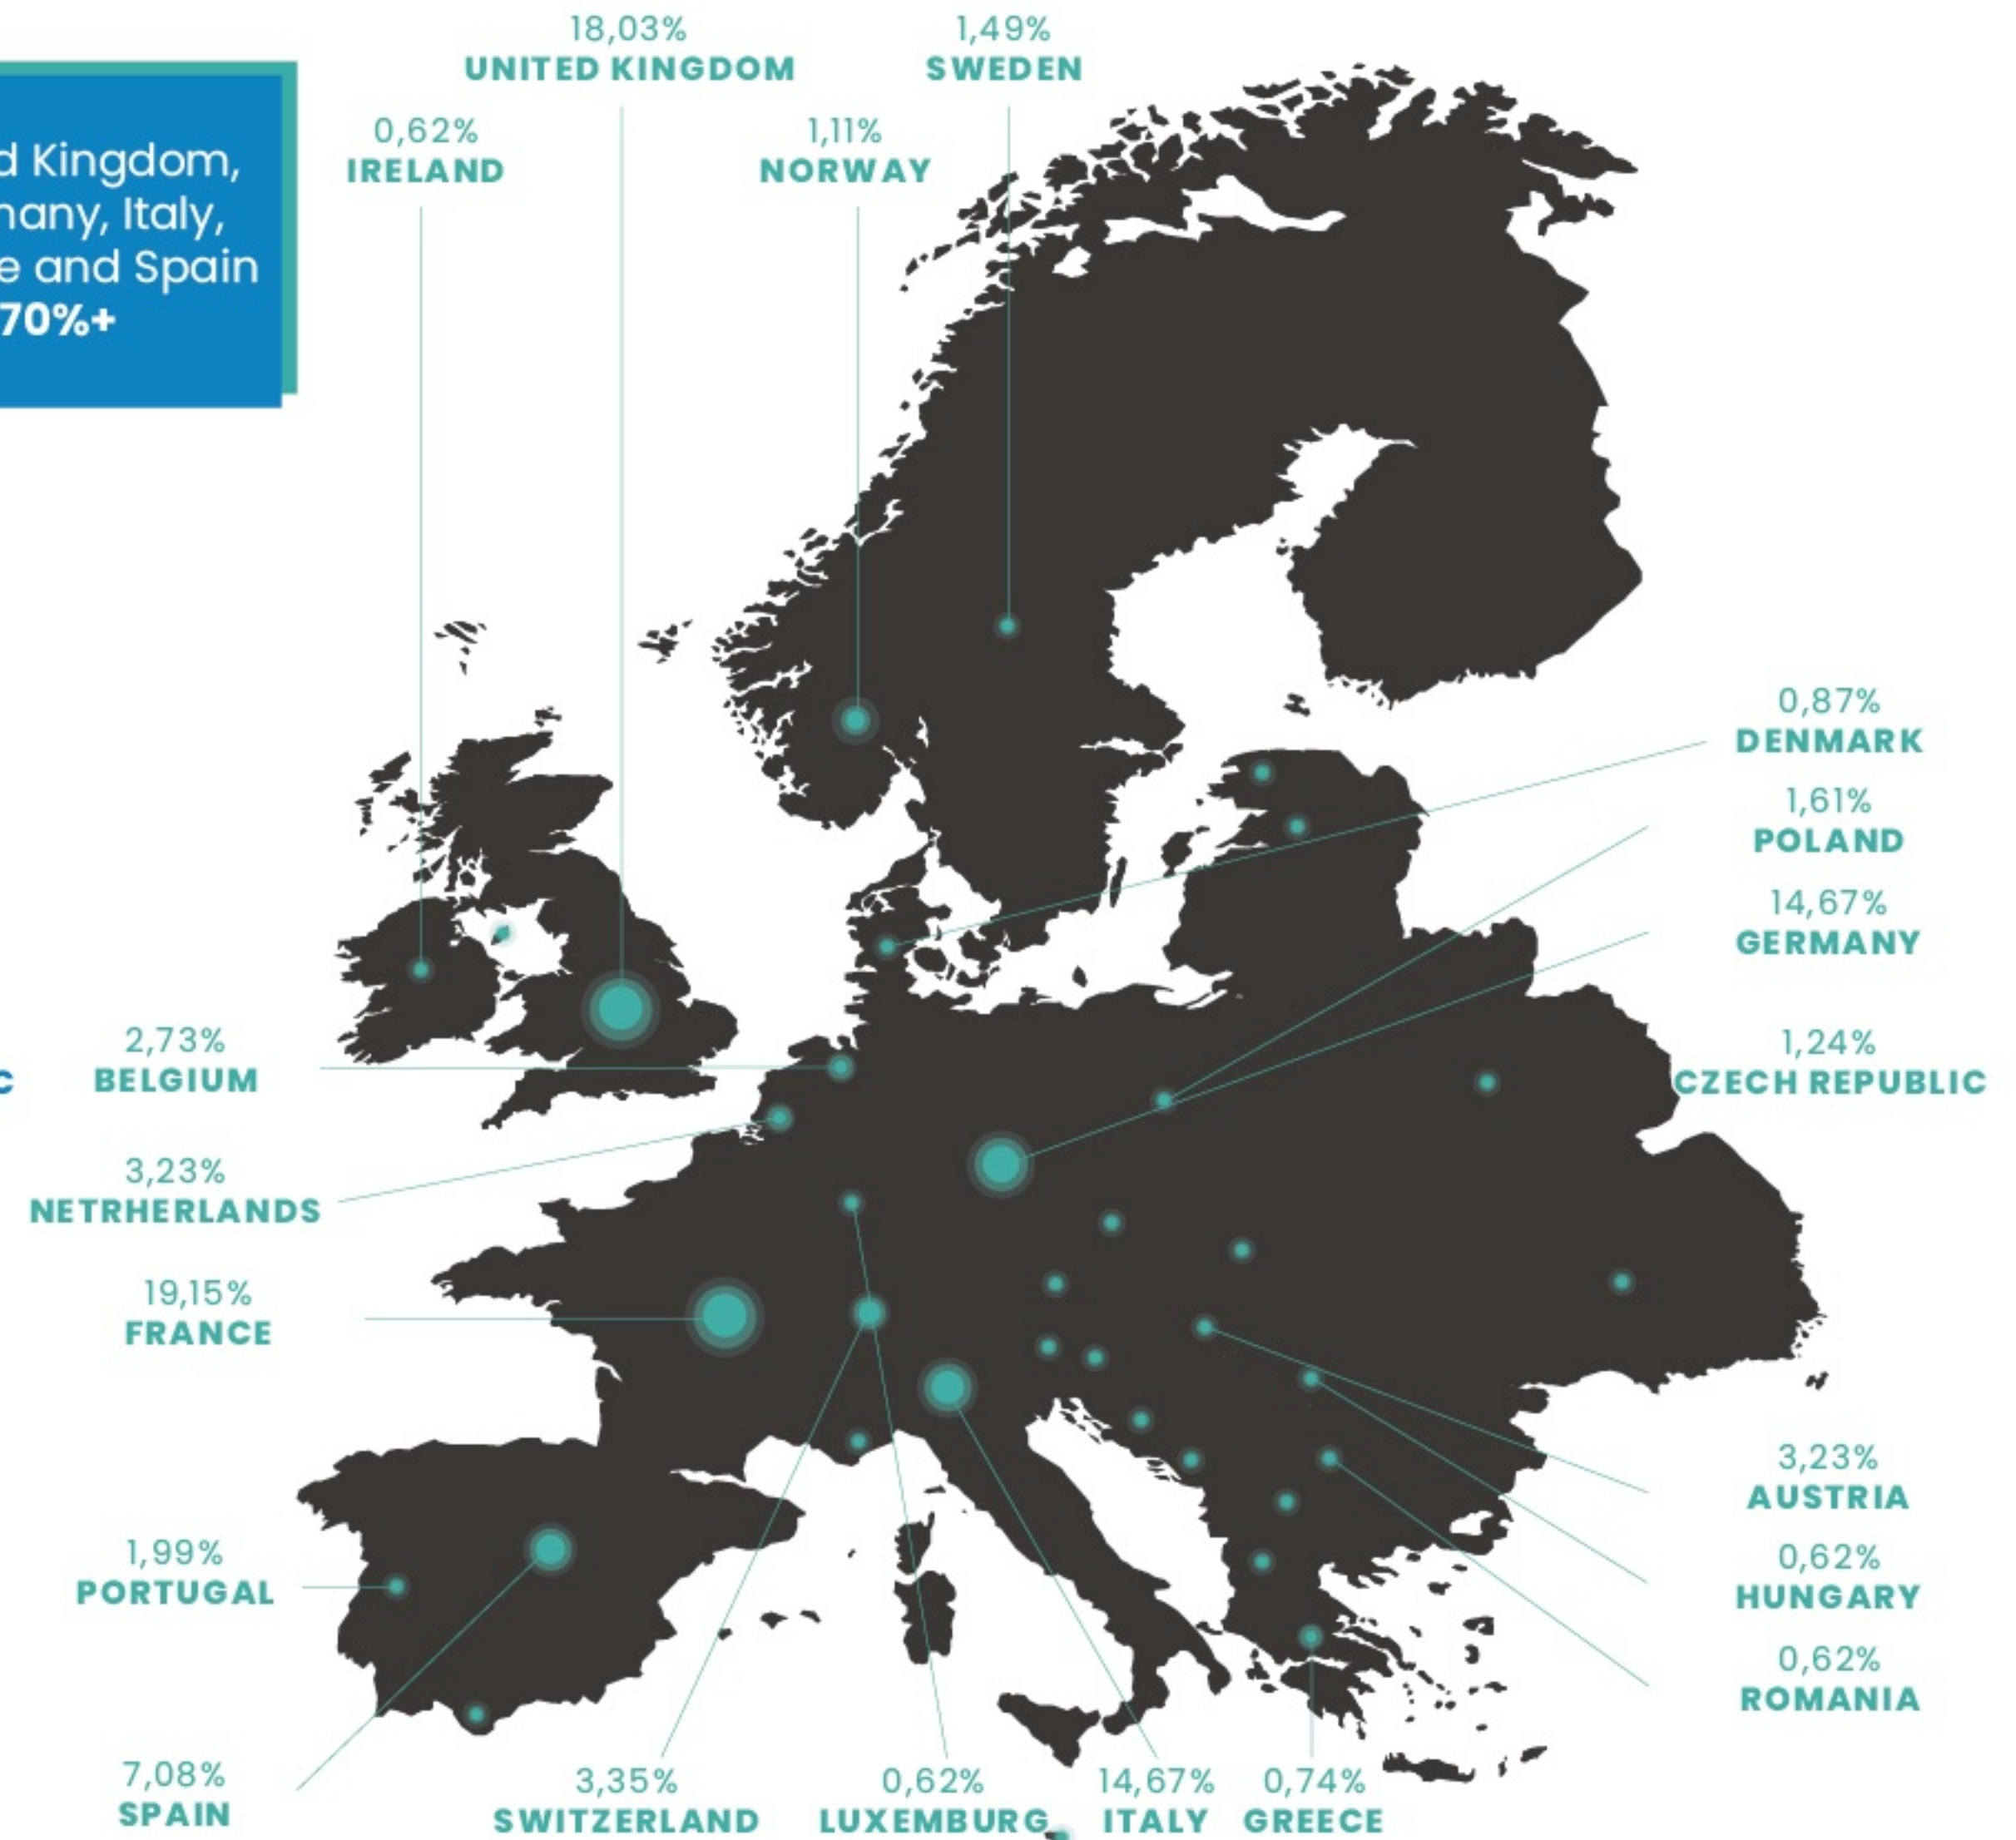 18,03%
UNITED KINGDOM
1,49%
SWEDEN
0,62%
IRELAND
1,11%
NORWAY
Kingdom,
Italy,
and Spain
70%+
0,87%
DENMARK
1,61%
POLAND
14,67%
GERMANY
1,24%
CZECH REPUBLIC
2,73%
BELGIUM
3,23%
NETRHERLANDS
19,15%
FRANCE
1,99%
PORTUGAL
7,08%
SPAIN
3,35%
SWITZERLAND
0,62%
LUXEMBURG
14,67%
ITALY
0,74%
GREECE
3,23%
AUSTRIA
0,62%
HUNGARY
0,62%
ROMANIA